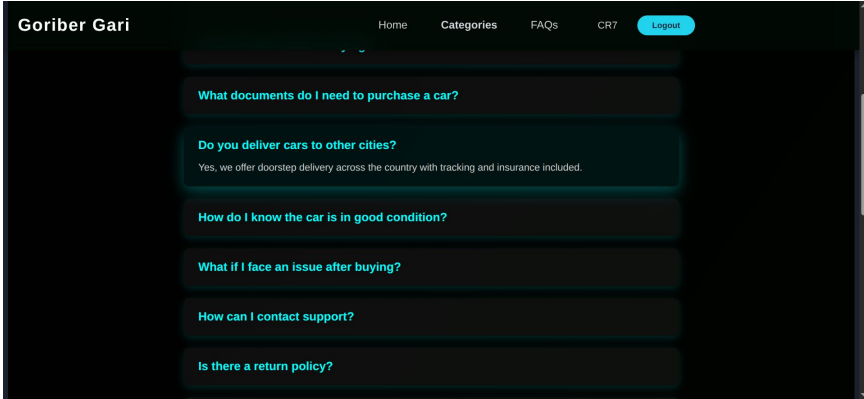 Goriber Gari
Home Categories FAQs CR7 Logout
What documents do I need to purchase a car?
Do you deliver cars to other cities?
Yes, we offer doorstep delivery across the country with tracking and insurance included.
How do I know the car is in good condition?
What if I face an issue after buying?
How can I contact support?
Is there a return policy?